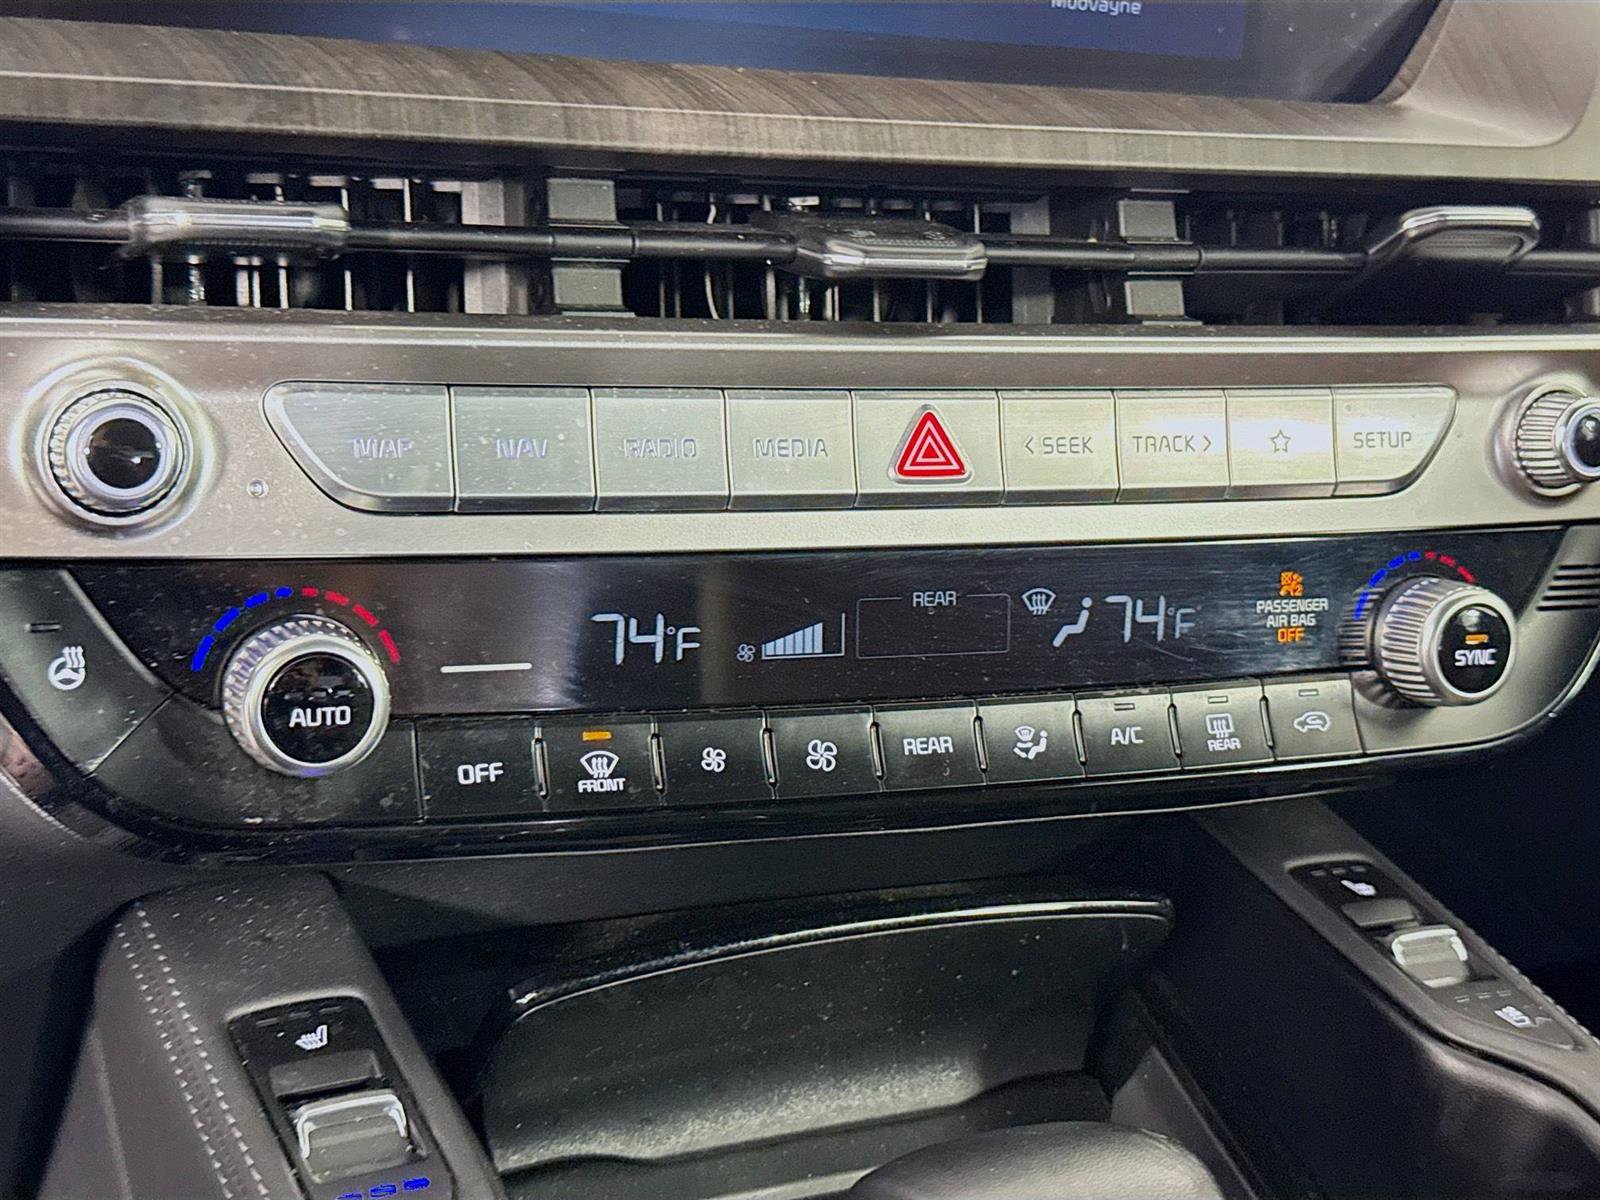 MAP NAV RADIO MEDIA < SEEK TRACK > SETUP
74°F REAR 74°F
PASSENGER
AIR BAG
OFF
AUTO
SYNC
OFF
FRONT
REAR
A/C
REAR